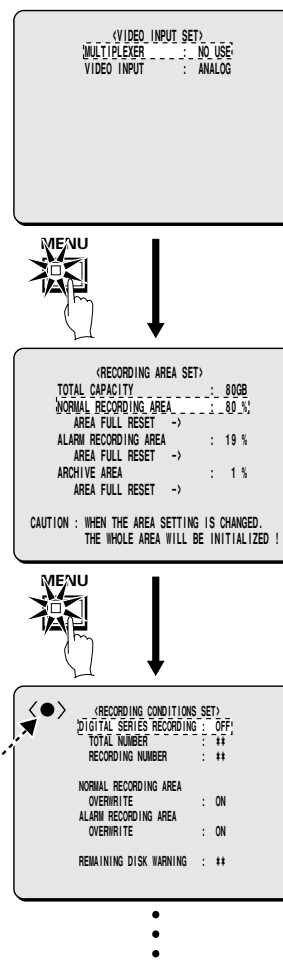 <VIDEO INPUT SET>
MULTIPLEXER : NO USE
VIDEO INPUT : ANALOG
MENU
<RECORDING AREA SET>
TOTAL CAPACITY : 80GB
NORMAL RECORDING AREA : 80 %
AREA FULL RESET ->
ALARM RECORDING AREA : 19 %
AREA FULL RESET ->
ARCHIVE AREA : 1 %
AREA FULL RESET ->
CAUTION : WHEN THE AREA SETTING IS CHANGED.
THE WHOLE AREA WILL BE INITIALIZED !
MENU
<●> <RECORDING CONDITIONS SET>
DIGITAL SERIES RECORDING : OFF
TOTAL NUMBER : **
RECORDING NUMBER : **
NORMAL RECORDING AREA
OVERWRITE : ON
ALARM RECORDING AREA
OVERWRITE : ON
REMAINING DISK WARNING : **